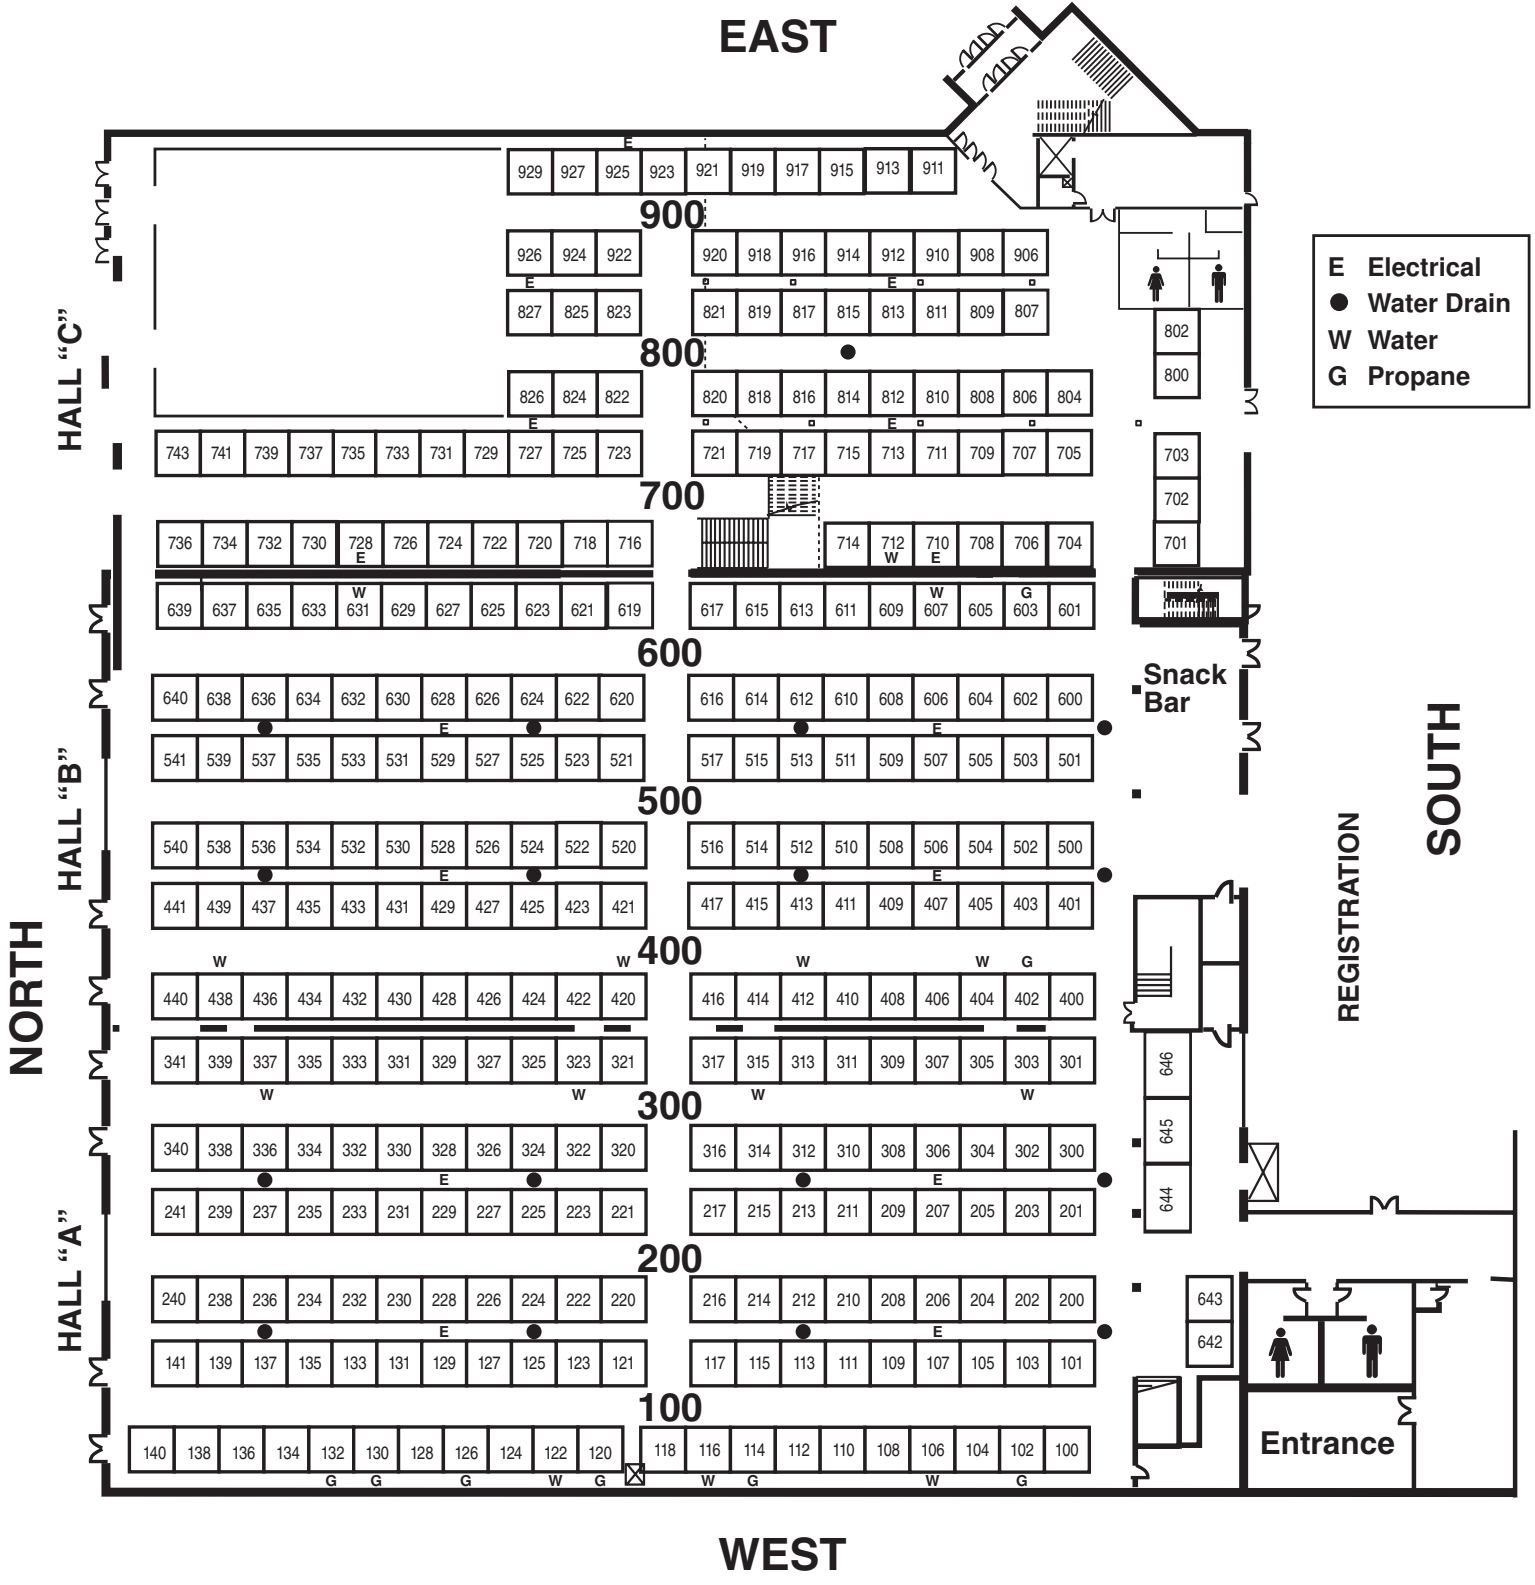 EAST
E
929 927 925 923 921 919 917 915 913 911
900
926 924 922 920 918 916 914 912 910 908 906
E E
827 825 823 821 819 817 815 813 811 809 807
E Electrical
Water Drain
W Water
G Propane
802
800
800
826 824 822 820 818 816 814 812 810 808 806 804
E E
743 741 739 737 735 733 731 729 727 725 723 721 719 717 715 713 711 709 707 705
703
702
701
HALL “C”
700
736 734 732 730 728 726 724 722 720 718 716 714 712 710 708 706 704
E W E
W W G
639 637 635 633 631 629 627 625 623 621 619 617 615 613 611 609 607 605 603 601
600
Snack
Bar
640 638 636 634 632 630 628 626 624 622 620 616 614 612 610 608 606 604 602 600
E E
541 539 537 535 533 531 529 527 525 523 521 517 515 513 511 509 507 505 503 501
HALL “B”
500
540 538 536 534 532 530 528 526 524 522 520 516 514 512 510 508 506 504 502 500
E E
441 439 437 435 433 431 429 427 425 423 421 417 415 413 411 409 407 405 403 401
SOUTH
REGISTRATION
NORTH
400
W W W W G
440 438 436 434 432 430 428 426 424 422 420 416 414 412 410 408 406 404 402 400
341 339 337 335 333 331 329 327 325 323 321 317 315 313 311 309 307 305 303 301
W W W W
646
645
644
300
340 338 336 334 332 330 328 326 324 322 320 316 314 312 310 308 306 304 302 300
E E
241 239 237 235 233 231 229 227 225 223 221 217 215 213 211 209 207 205 203 201
HALL “A”
200
240 238 236 234 232 230 228 226 224 222 220 216 214 212 210 208 206 204 202 200
E E
141 139 137 135 133 131 129 127 125 123 121 117 115 113 111 109 107 105 103 101
643
642
100
140 138 136 134 132 130 128 126 124 122 120 118 116 114 112 110 108 106 104 102 100
G G G W G W G W G
Entrance
WEST